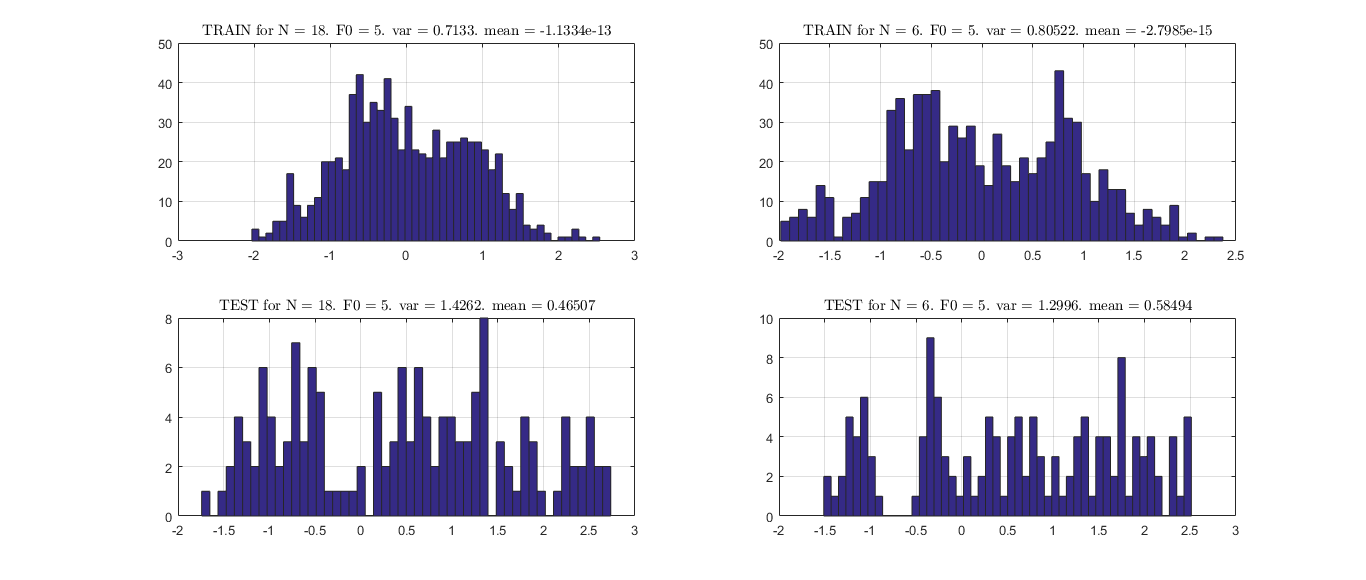 TRAIN for N = 18. F0 = 5. var = 0.7133. mean = -1.1334e-13
50
40
30
20
10
0
-3 -2 -1 0 1 2 3
TRAIN for N = 6. F0 = 5. var = 0.80522. mean = -2.7985e-15
50
40
30
20
10
0
-2 -1.5 -1 -0.5 0 0.5 1 1.5 2 2.5
TEST for N = 18. F0 = 5. var = 1.4262. mean = 0.46507
8
6
4
2
0
-2 -1.5 -1 -0.5 0 0.5 1 1.5 2 2.5 3
TEST for N = 6. F0 = 5. var = 1.2996. mean = 0.58494
10
8
6
4
2
0
-2 -1.5 -1 -0.5 0 0.5 1 1.5 2 2.5 3